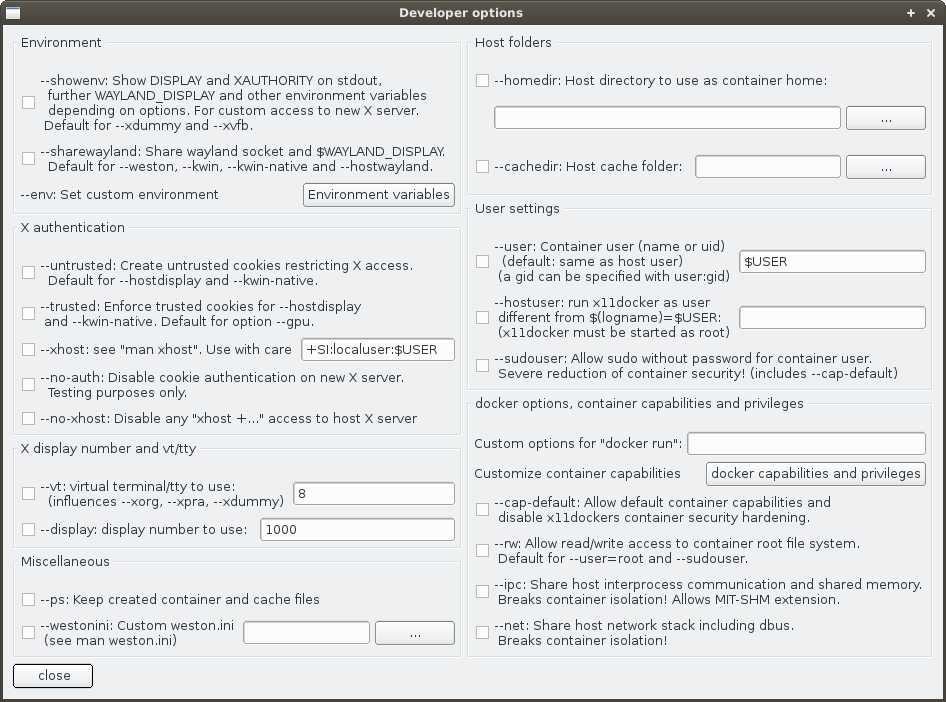 Developer options
Environment
--showenv: Show DISPLAY and XAUTHORITY on stdout,
further WAYLAND_DISPLAY and other environment variables
depending on options. For custom access to new X server.
Default for --xdummy and --xvfb.
--sharewayland: Share wayland socket and $WAYLAND_DISPLAY.
Default for --weston, --kwin, --kwin-native and --hostwayland.
--env: Set custom environment
Environment variables
X authentication
--untrusted: Create untrusted cookies restricting X access.
Default for --hostdisplay and --kwin-native.
--trusted: Enforce trusted cookies for --hostdisplay
and --kwin-native. Default for option --gpu.
--xhost: see "man xhost". Use with care
+SI:localuser:$USER
--no-auth: Disable cookie authentication on new X server.
Testing purposes only.
--no-xhost: Disable any "xhost +..." access to host X server
X display number and vt/tty
--vt: virtual terminal/tty to use:
(influences --xorg, --xpra, --xdummy)
8
--display: display number to use:
1000
Miscellaneous
--ps: Keep created container and cache files
--westonini: Custom weston.ini
(see man weston.ini)
...
close
Host folders
--homedir: Host directory to use as container home:
...
--cachedir: Host cache folder:
...
User settings
--user: Container user (name or uid)
(default: same as host user)
(a gid can be specified with user:gid)
$USER
--hostuser: run x11docker as user
different from $(logname)=$USER:
(x11docker must be started as root)
--sudouser: Allow sudo without password for container user.
Severe reduction of container security! (includes --cap-default)
docker options, container capabilities and privileges
Custom options for "docker run":
Customize container capabilities
docker capabilities and privileges
--cap-default: Allow default container capabilities and
disable x11dockers container security hardening.
--rw: Allow read/write access to container root file system.
Default for --user=root and --sudouser.
--ipc: Share host interprocess communication and shared memory.
Breaks container isolation! Allows MIT-SHM extension.
--net: Share host network stack including dbus.
Breaks container isolation!